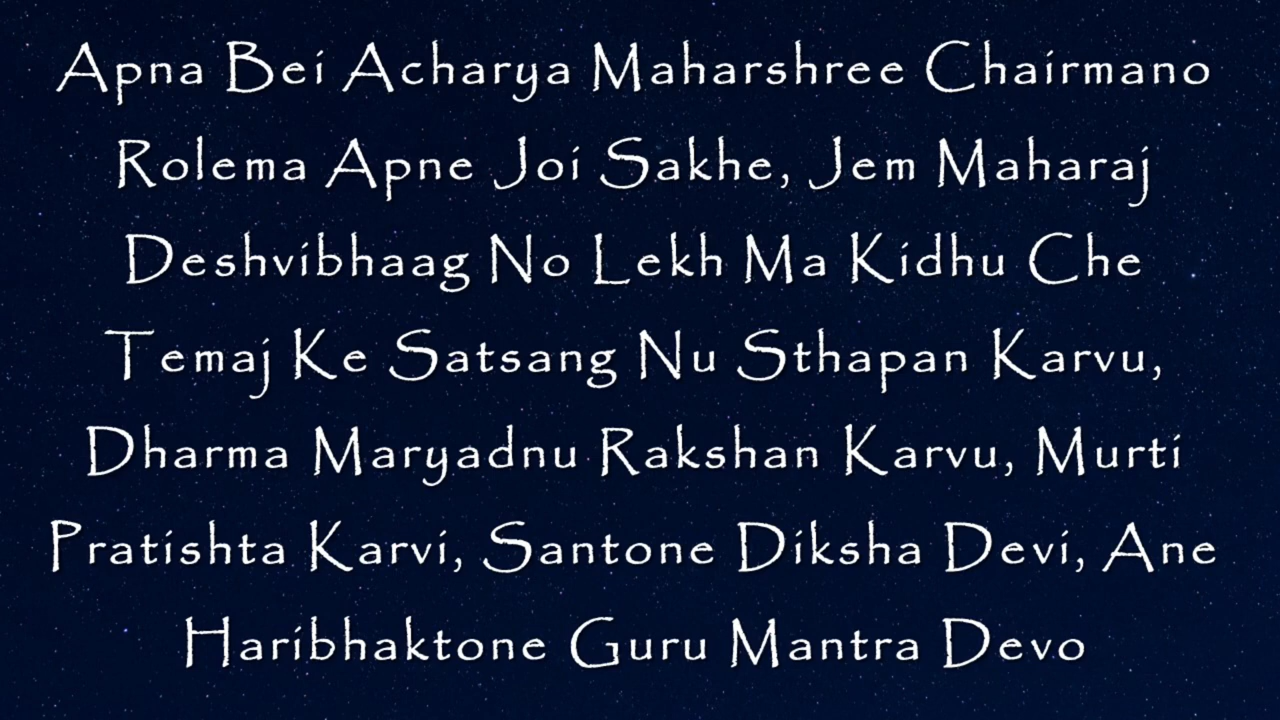 Apna Bei Acharya Maharshree Chairmano
Rolema Apne Joi Sakhe, Jem Maharaj
Deshvibhaag No Lekh Ma Kidhu Che
Temaj Ke Satsang Nu Sthapan Karvu,
Dharma Maryadnu Rakshan Karvu, Murti
Pratishta Karvi, Santone Diksha Devi, Ane
Haribhaktone Guru Mantra Devo